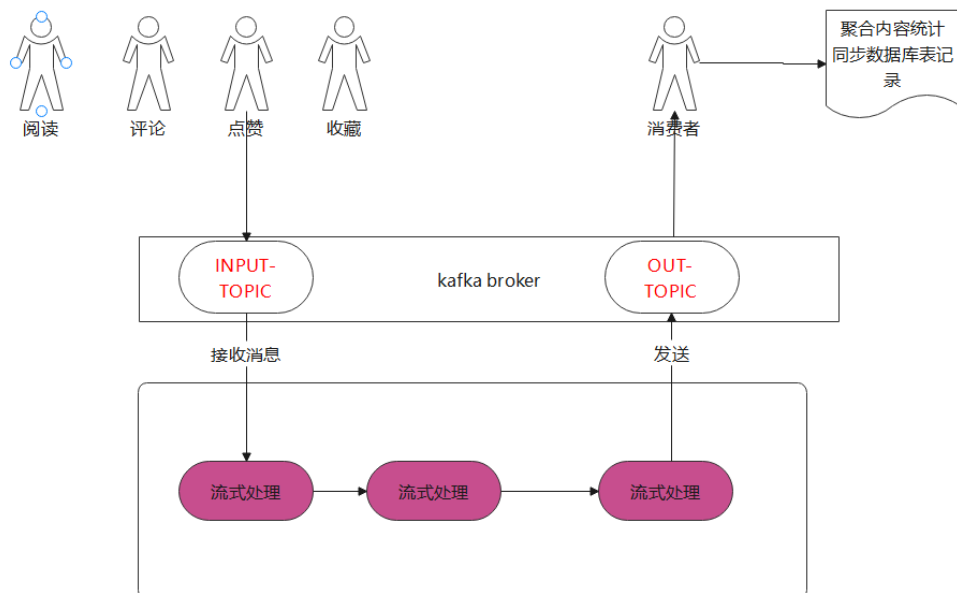 阅读
评论
点赞
收藏
消费者
聚合内容统计
同步数据库表记
录
INPUT-
TOPIC
kafka broker
OUT-
TOPIC
接收消息
发送
流式处理
流式处理
流式处理